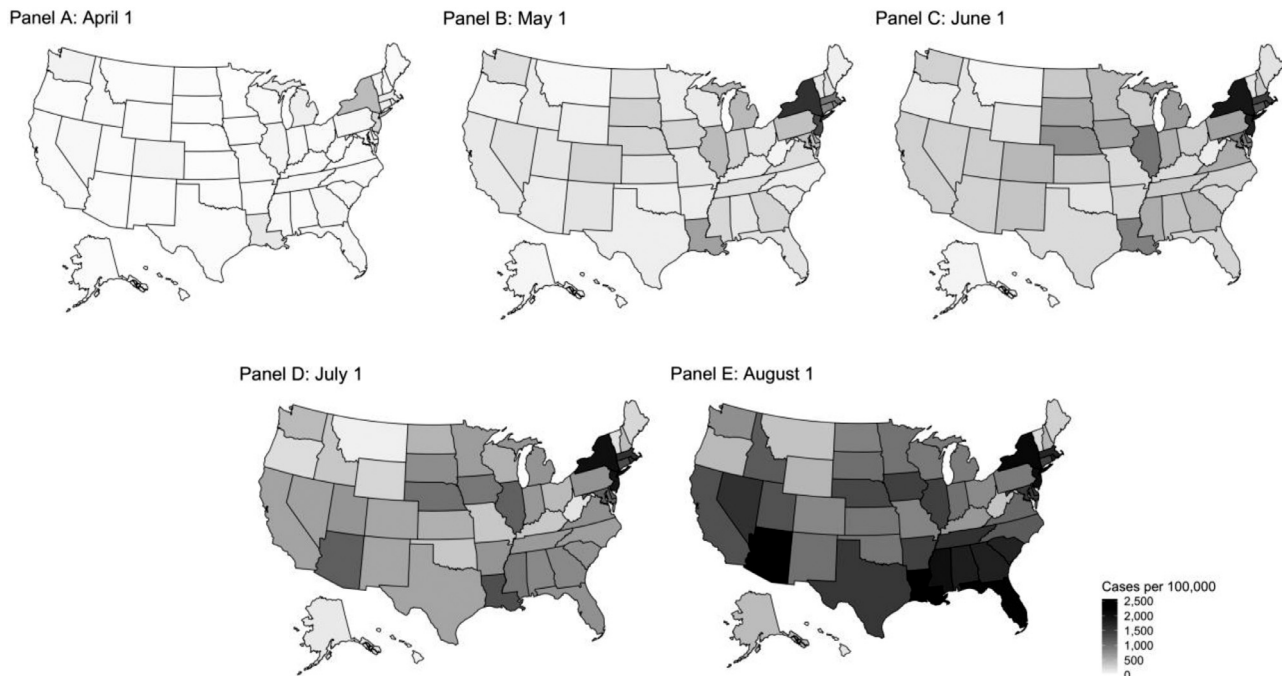 Panel A: April 1
Panel B: May 1
Panel C: June 1
Panel D: July 1
Panel E: August 1
Cases per 100,000
2,500
2,000
1,500
1,000
500
0